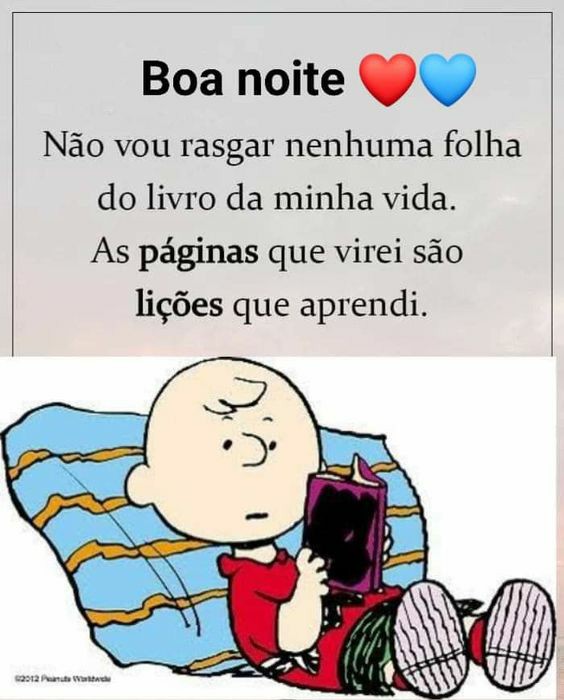 Boa noite ❤️💙
Não vou rasgar nenhuma folha
do livro da minha vida.
As páginas que virei são
lições que aprendi.
©2012 Peanuts Worldwide